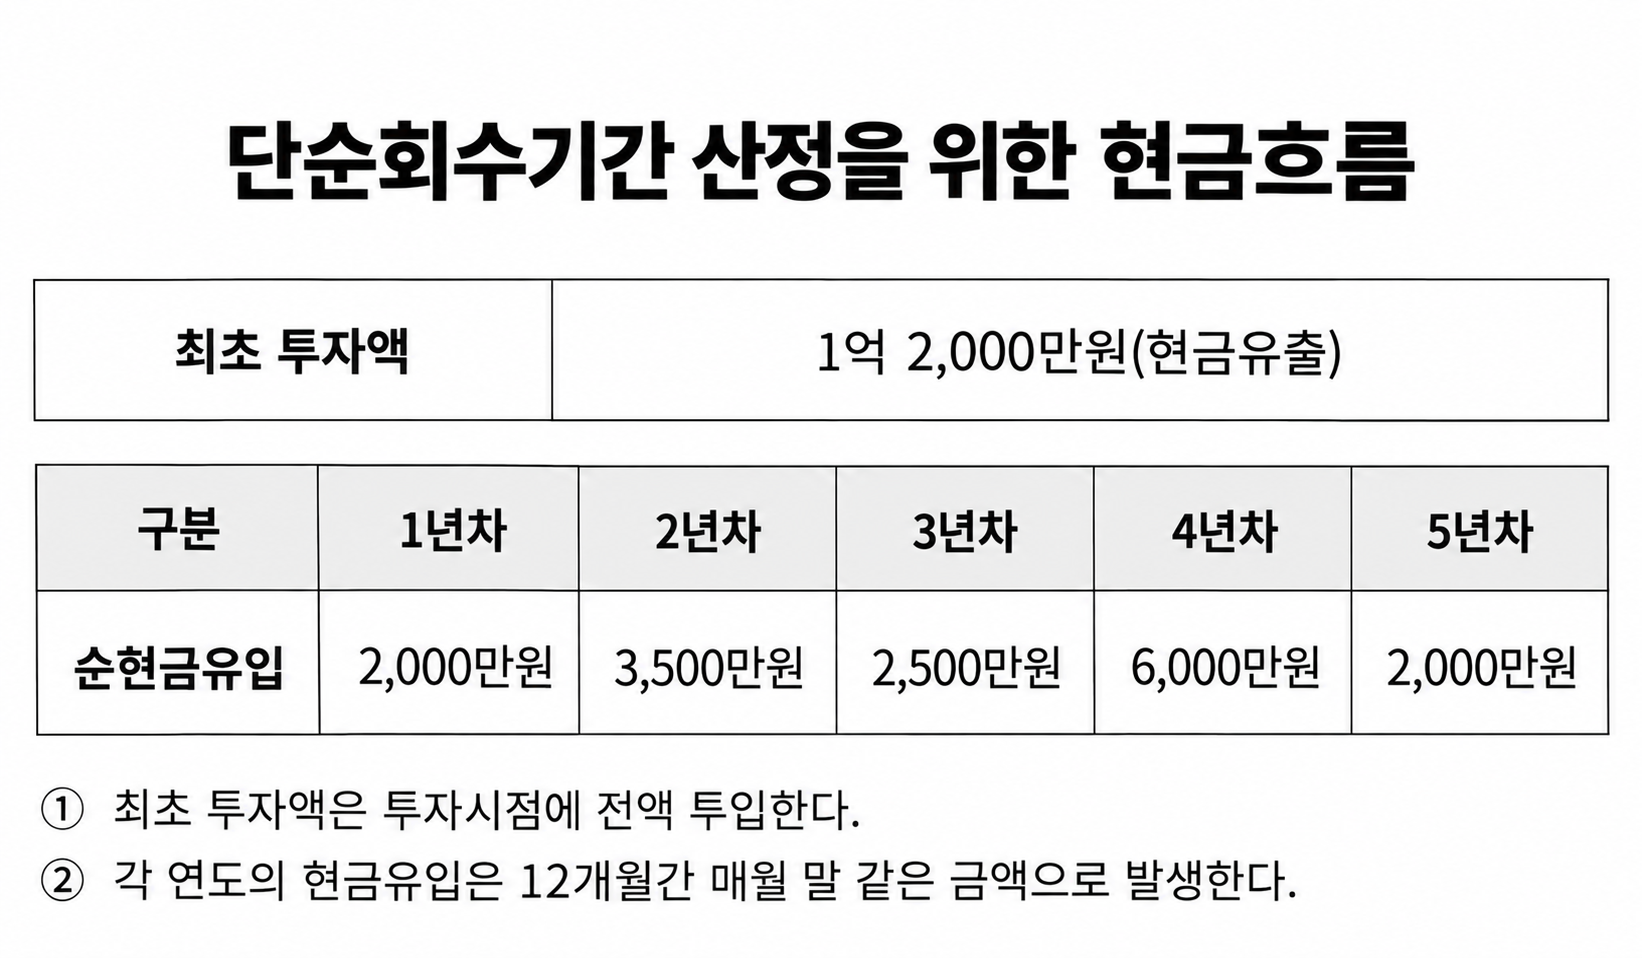 단순회수기간 산정을 위한 현금흐름
최초 투자액 1억 2,000만원(현금유출)
구분 1년차 2년차 3년차 4년차 5년차
순현금유입 2,000만원 3,500만원 2,500만원 6,000만원 2,000만원
① 최초 투자액은 투자시점에 전액 투입한다.
② 각 연도의 현금유입은 12개월간 매월 말 같은 금액으로 발생한다.